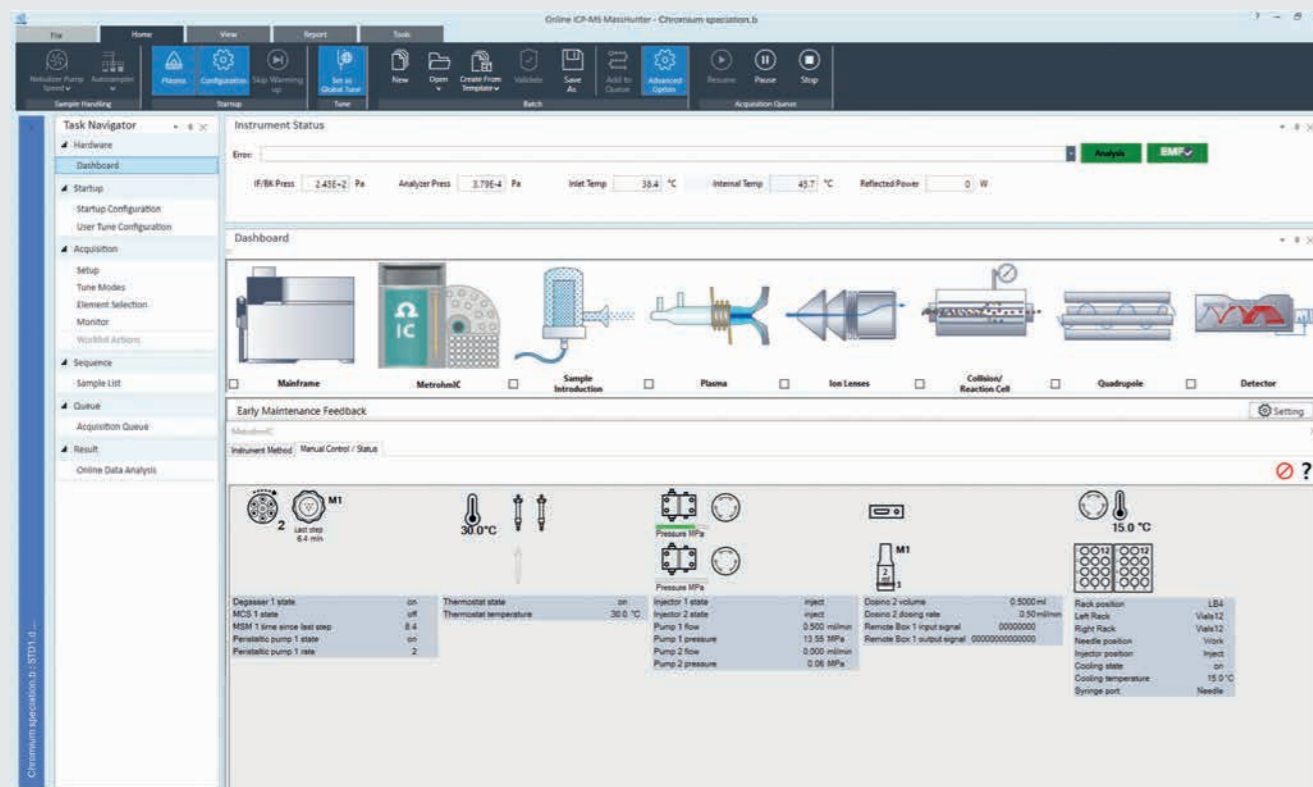 Online ICP-MS MassHunter - Chromium speciation.b
File Home View Report Tools
Nebulizer Pump Speed Autosampler Plasma Configuration Skip Warming up Set as Global Tune New Open Create From Template Validate Save As Add to Queue Advanced Option Resume Pause Stop
Sample Handling Startup Tune Batch Acquisition Queue
Task Navigator
Hardware
Dashboard
Startup
Startup Configuration
User Tune Configuration
Acquisition
Setup
Tune Modes
Element Selection
Monitor
Worklist Actions
Sequence
Sample List
Queue
Acquisition Queue
Result
Online Data Analysis
Chromium speciation.b : STD1.d ...
Instrument Status
Error: Analysis EMF
IF/BK Press 2.45E+2 Pa Analyzer Press 3.79E-4 Pa Inlet Temp 38.4 °C Internal Temp 45.7 °C Reflected Power 0 W
Dashboard
Ω IC
Mainframe MetrohmIC Sample Introduction Plasma Ion Lenses Collision/ Reaction Cell Quadrupole Detector
Early Maintenance Feedback Setting
MetrohmIC
Instrument Method Manual Control / Status
?
2 M1
Last step
6.4 min
30.0°C
Pressure MPa
Pressure MPa
M1
2 ml
3
15.0 °C
12 12
Degasser 1 state on
MCS 1 state off
MSM 1 time since last step 8.4
Peristaltic pump 1 state on
Peristaltic pump 1 rate 2
Thermostat state on
Thermostat temperature 30.0 °C
Injector 1 state inject
Injector 2 state inject
Pump 1 flow 0.500 ml/min
Pump 1 pressure 13.55 MPa
Pump 2 flow 0.000 ml/min
Pump 2 pressure 0.06 MPa
Dosino 2 volume 0.5000 ml
Dosino 2 dosing rate 0.50 ml/min
Remote Box 1 input signal 00000000
Remote Box 1 output signal 00000000000000
Rack position LB4
Left Rack Vials12
Right Rack Vials12
Needle position Work
Injector position Inject
Cooling state on
Cooling temperature 15.0 °C
Syringe port Needle